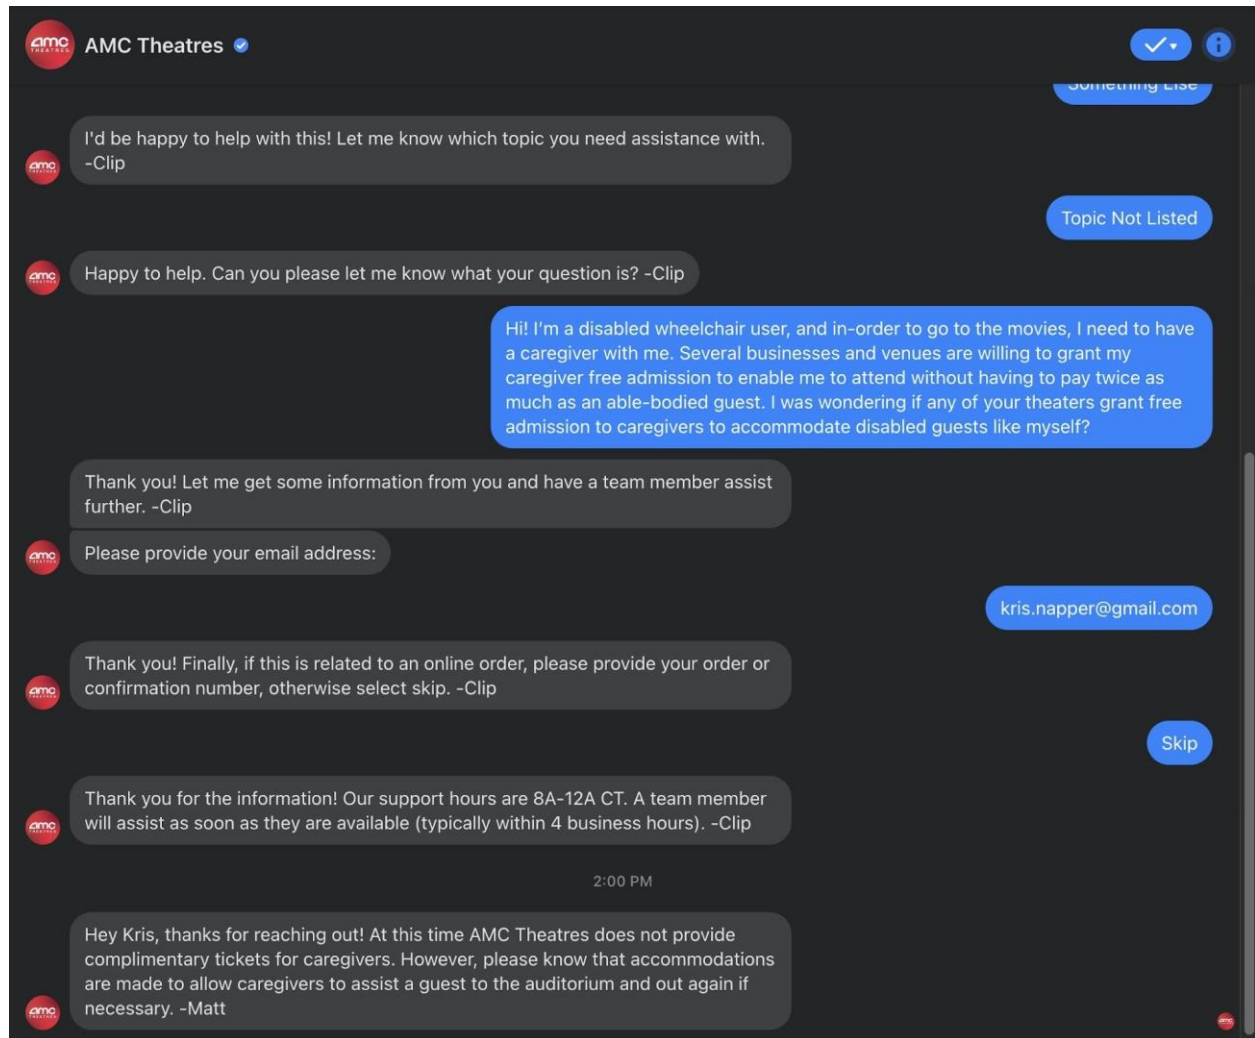 amc
THEATRES
AMC Theatres
Something Else
I'd be happy to help with this! Let me know which topic you need assistance with.
-Clip
Topic Not Listed
Happy to help. Can you please let me know what your question is? -Clip
Hi! I'm a disabled wheelchair user, and in-order to go to the movies, I need to have
a caregiver with me. Several businesses and venues are willing to grant my
caregiver free admission to enable me to attend without having to pay twice as
much as an able-bodied guest. I was wondering if any of your theaters grant free
admission to caregivers to accommodate disabled guests like myself?
Thank you! Let me get some information from you and have a team member assist
further. -Clip
Please provide your email address:
kris.napper@gmail.com
Thank you! Finally, if this is related to an online order, please provide your order or
confirmation number, otherwise select skip. -Clip
Skip
Thank you for the information! Our support hours are 8A-12A CT. A team member
will assist as soon as they are available (typically within 4 business hours). -Clip
2:00 PM
Hey Kris, thanks for reaching out! At this time AMC Theatres does not provide
complimentary tickets for caregivers. However, please know that accommodations
are made to allow caregivers to assist a guest to the auditorium and out again if
necessary. -Matt